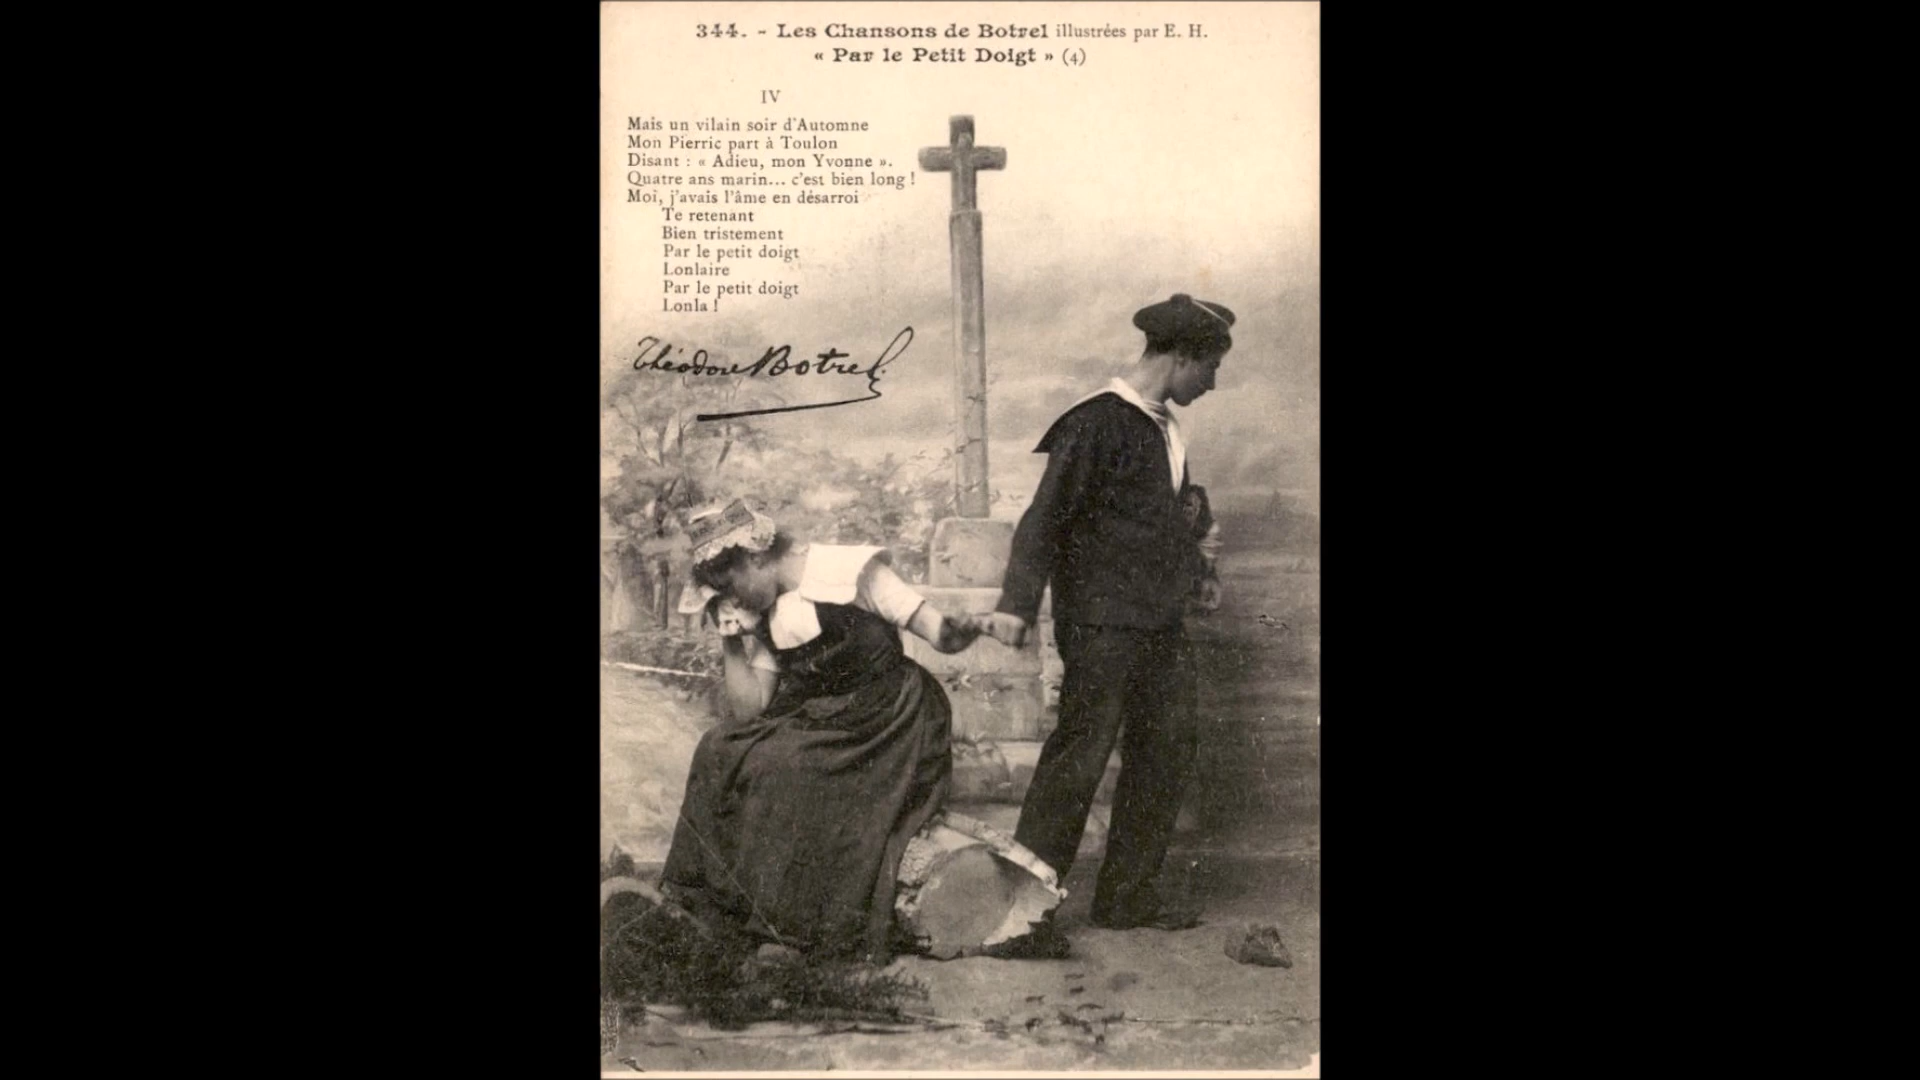 344. - Les Chansons de Botrel illustrées par E. H.
« Par le Petit Doigt » (4)
IV
Mais un vilain soir d'Automne
Mon Pierric part à Toulon
Disant : « Adieu, mon Yvonne ».
Quatre ans marin... c'est bien long !
Moi, j'avais l'âme en désarroi
Te retenant
Bien tristement
Par le petit doigt
Lonlaire
Par le petit doigt
Lonla !
Théodore Botrel